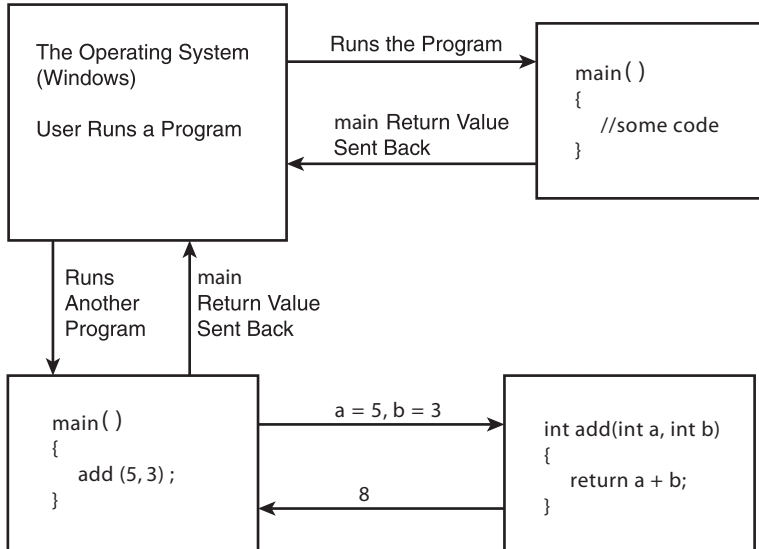 The Operating System
(Windows)
User Runs a Program
Runs the Program
main Return Value
Sent Back
main()
{
//some code
}
Runs
Another
Program
main
Return Value
Sent Back
main()
{
add (5, 3) ;
}
a = 5, b = 3
8
int add(int a, int b)
{
return a + b;
}